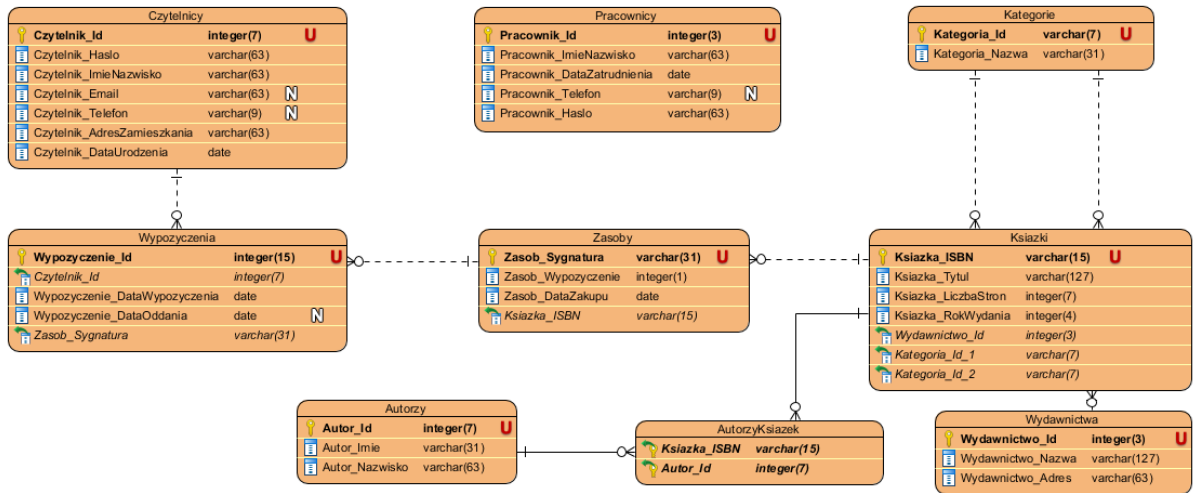 Czytelnicy
Czytelnik_Id integer(7) U
Czytelnik_Haslo varchar(63)
Czytelnik_ImieNazwisko varchar(63)
Czytelnik_Email varchar(63) N
Czytelnik_Telefon varchar(9) N
Czytelnik_AdresZamieszkania varchar(63)
Czytelnik_DataUrodzenia date
Pracownicy
Pracownik_Id integer(3) U
Pracownik_ImieNazwisko varchar(63)
Pracownik_DataZatrudnienia date
Pracownik_Telefon varchar(9) N
Pracownik_Haslo varchar(63)
Kategorie
Kategoria_Id varchar(7) U
Kategoria_Nazwa varchar(31)
Wypozyczenia
Wypozyczenie_Id integer(15) U
Czytelnik_Id integer(7)
Wypozyczenie_DataWypozyczenia date
Wypozyczenie_DataOddania date N
Zasob_Sygnatura varchar(31)
Zasoby
Zasob_Sygnatura varchar(31) U
Zasob_Wypozyczenie integer(1)
Zasob_DataZakupu date
Ksiazka_ISBN varchar(15)
Ksiazki
Ksiazka_ISBN varchar(15) U
Ksiazka_Tytul varchar(127)
Ksiazka_LiczbaStron integer(7)
Ksiazka_RokWydania integer(4)
Wydawnictwo_Id integer(3)
Kategoria_Id_1 varchar(7)
Kategoria_Id_2 varchar(7)
Autorzy
Autor_Id integer(7) U
Autor_Imie varchar(31)
Autor_Nazwisko varchar(63)
AutorzyKsiazek
Ksiazka_ISBN varchar(15)
Autor_Id integer(7)
Wydawnictwa
Wydawnictwo_Id integer(3) U
Wydawnictwo_Nazwa varchar(127)
Wydawnictwo_Adres varchar(63)